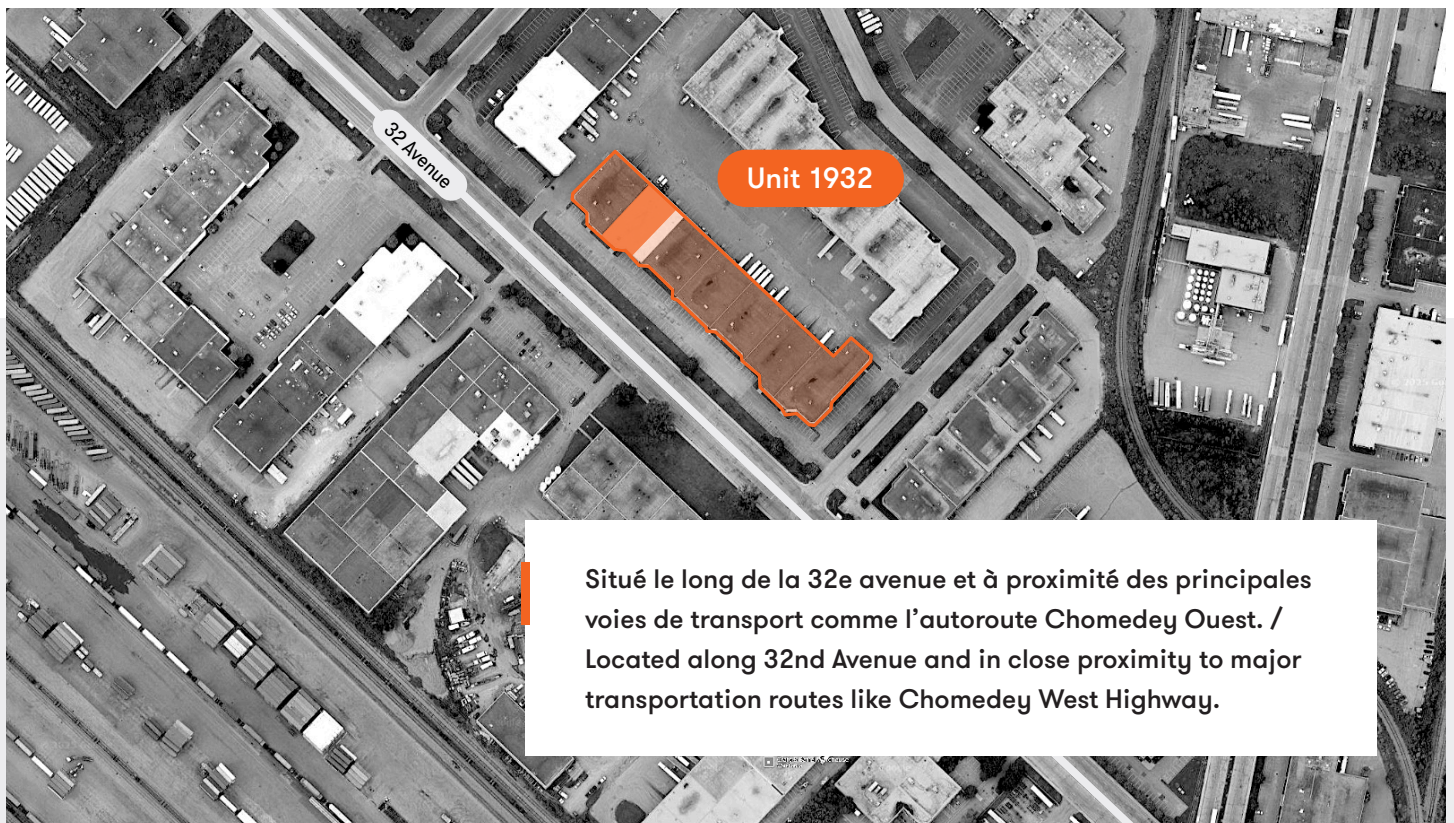 32 Avenue
Unit 1932
Situé le long de la 32e avenue et à proximité des principales
voies de transport comme l'autoroute Chomedey Ouest. /
Located along 32nd Avenue and in close proximity to major
transportation routes like Chomedey West Highway.